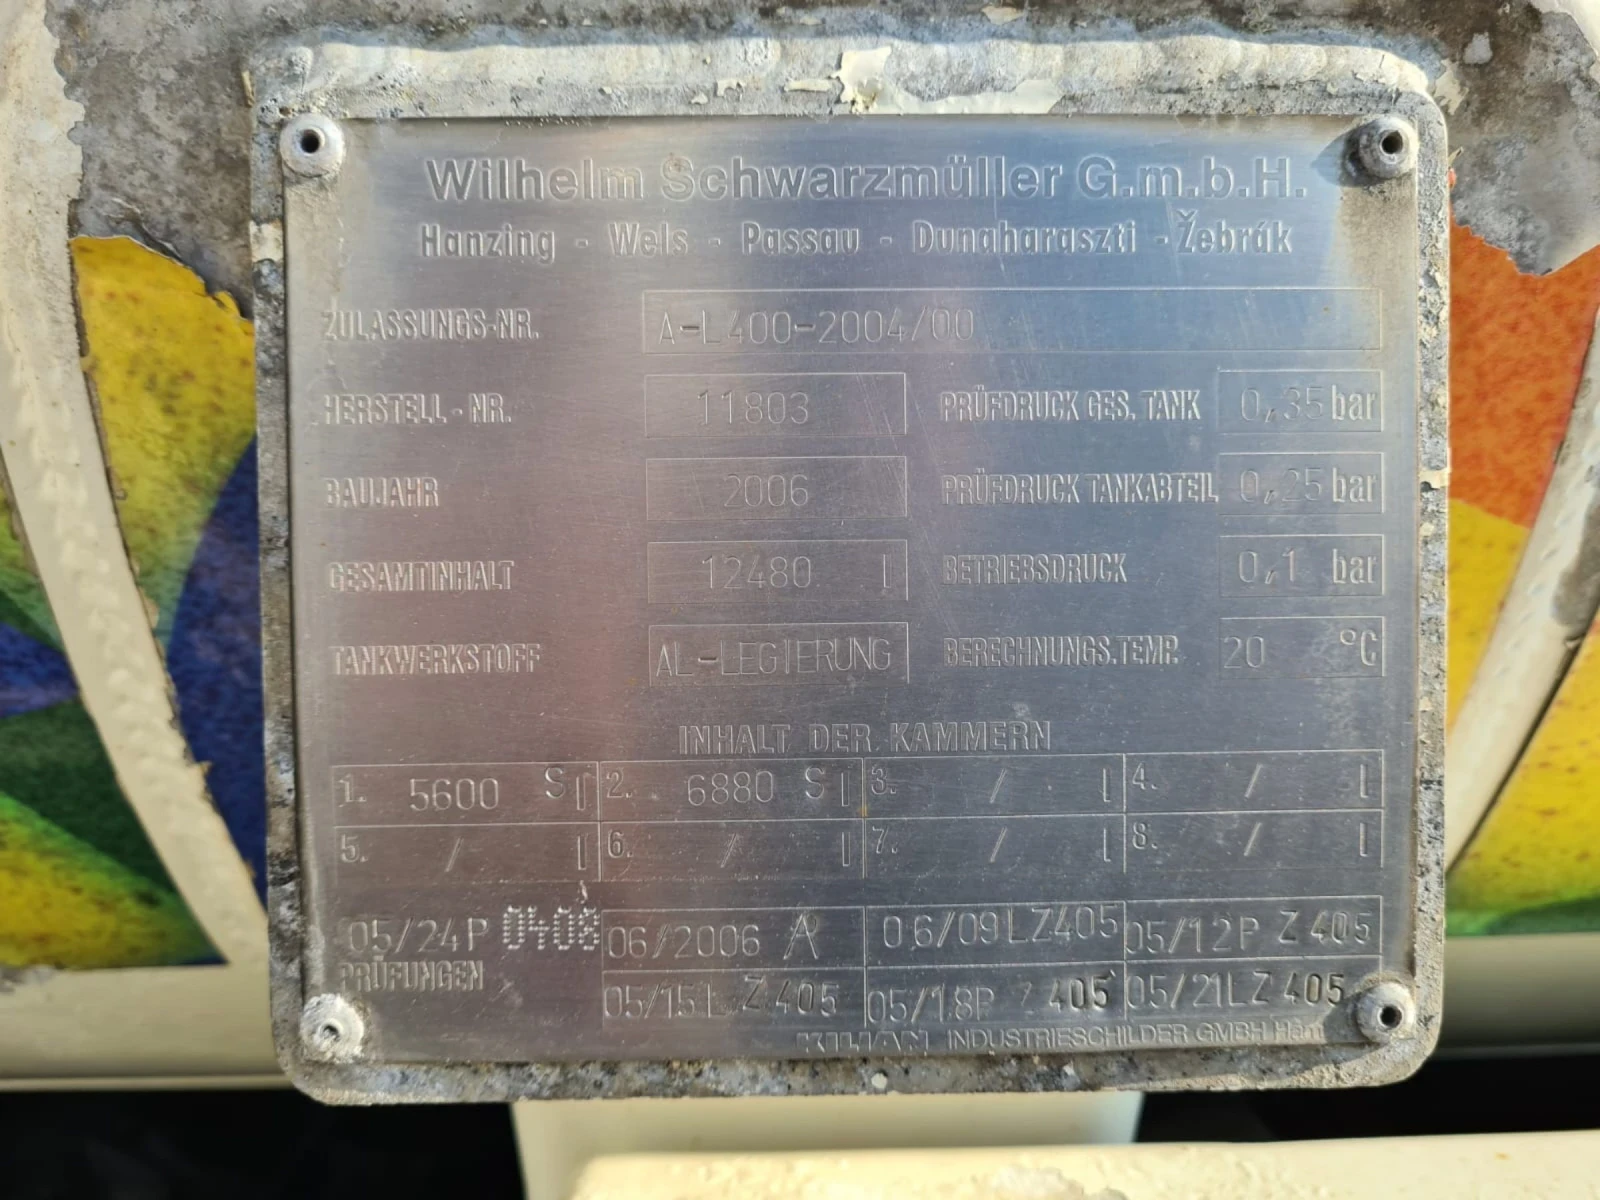 Wilhelm Schwarzmüller G.m.b.H.
Hanzing - Wels - Passau - Dunaharaszti - Žebrák
ZULASSUNGS-NR. A-L400-2004/00
HERSTELL-NR. 11803 PRÜFDRUCK GES. TANK 0,35 bar
BAUJAHR 2006 PRÜFDRUCK TANKABTEIL 0,25 bar
GESAMTINHALT 12480 l BETRIEBSDRUCK 0,1 bar
TANKWERKSTOFF AL-LEGIERUNG BERECHNUNGS.TEMP. 20 °C
INHALT DER KAMMERN
1. 5600 S l 2. 6880 S l 3. / l 4. / l
5. / l 6. / l 7. / l 8. / l
05/24P 0408 06/2006 06/09LZ405 05/12P Z 405
PRÜFUNGEN 05/15L Z 405 05/18P Z 405 05/21LZ 405
KILIAN INDUSTRIESCHILDER GMBH